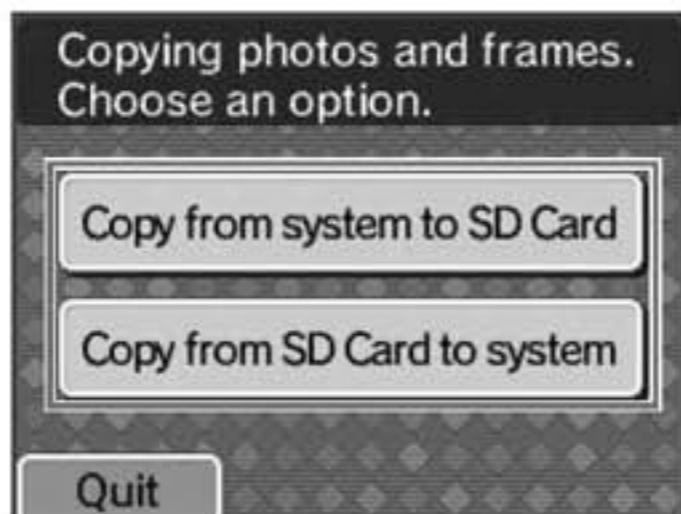 Copying photos and frames.
Choose an option.
Copy from system to SD Card
Copy from SD Card to system
Quit